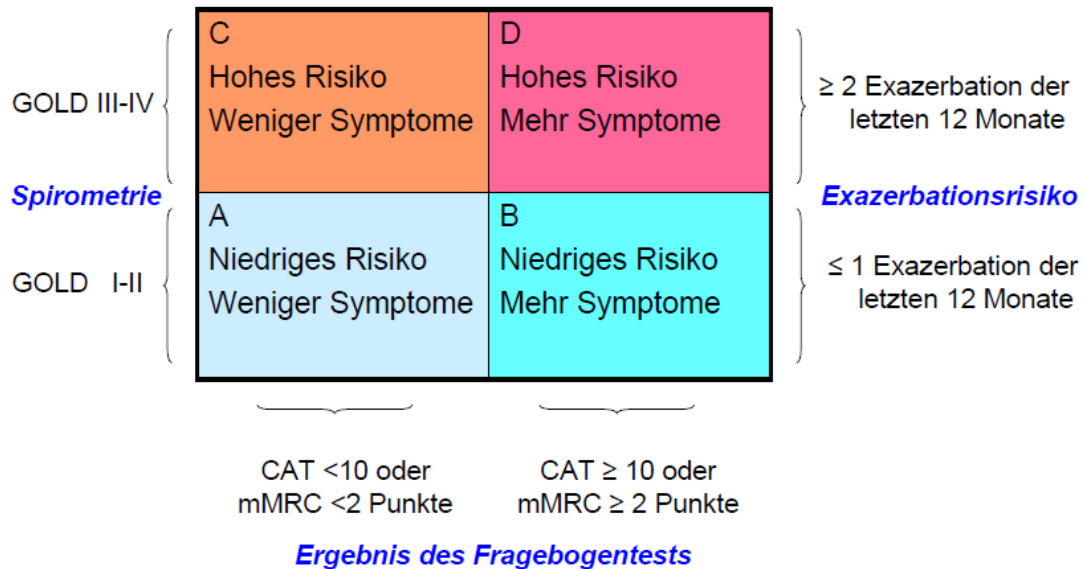 C
Hohes Risiko
Weniger Symptome
D
Hohes Risiko
Mehr Symptome
GOLD III-IV
≥ 2 Exazerbation der
letzten 12 Monate
Spirometrie
Exazerbationsrisiko
A
Niedriges Risiko
Weniger Symptome
B
Niedriges Risiko
Mehr Symptome
GOLD I-II
≤ 1 Exazerbation der
letzten 12 Monate
CAT <10 oder
mMRC <2 Punkte
CAT ≥ 10 oder
mMRC ≥ 2 Punkte
Ergebnis des Fragebogentests